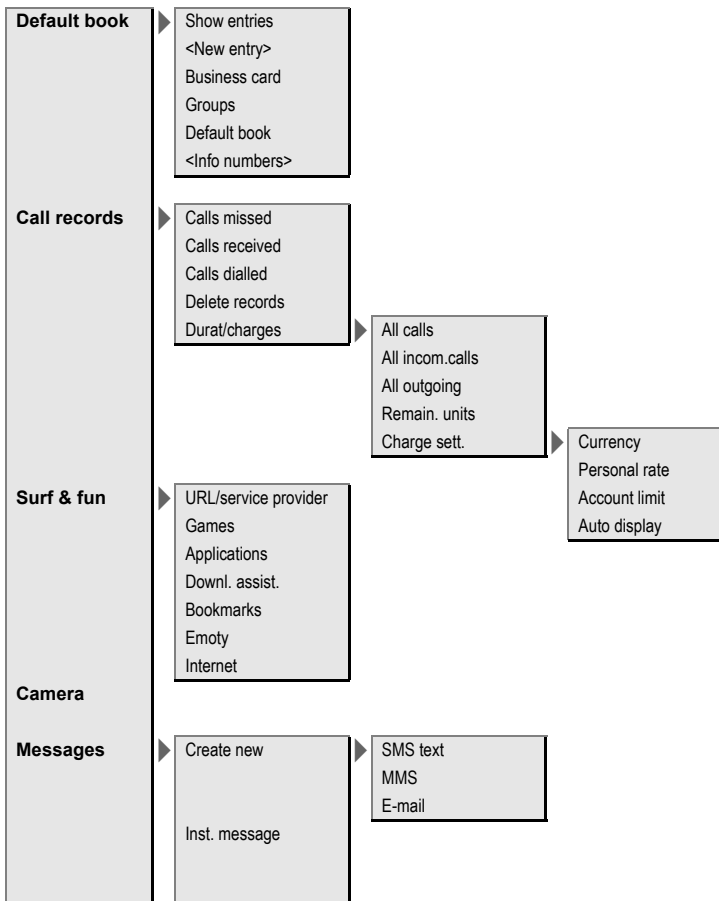 Default book
Show entries
<New entry>
Business card
Groups
Default book
<Info numbers>
Call records
Calls missed
Calls received
Calls dialled
Delete records
Durat/charges
All calls
All incom.calls
All outgoing
Remain. units
Charge sett.
Currency
Personal rate
Account limit
Auto display
Surf & fun
URL/service provider
Games
Applications
Downl. assist.
Bookmarks
Emoty
Internet
Camera
Messages
Create new
SMS text
MMS
E-mail
Inst. message